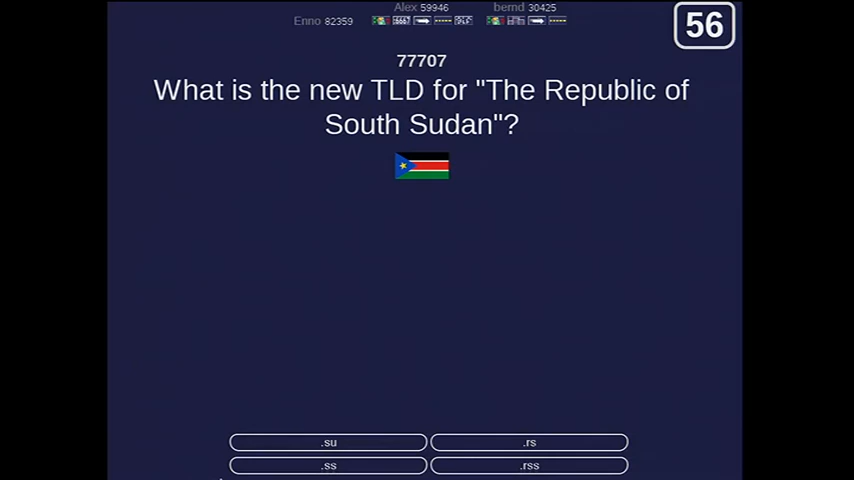 Alex 59946 bernd 30425
Enno 82359
56
77707
What is the new TLD for "The Republic of
South Sudan"?
.su .rs
.ss .rss